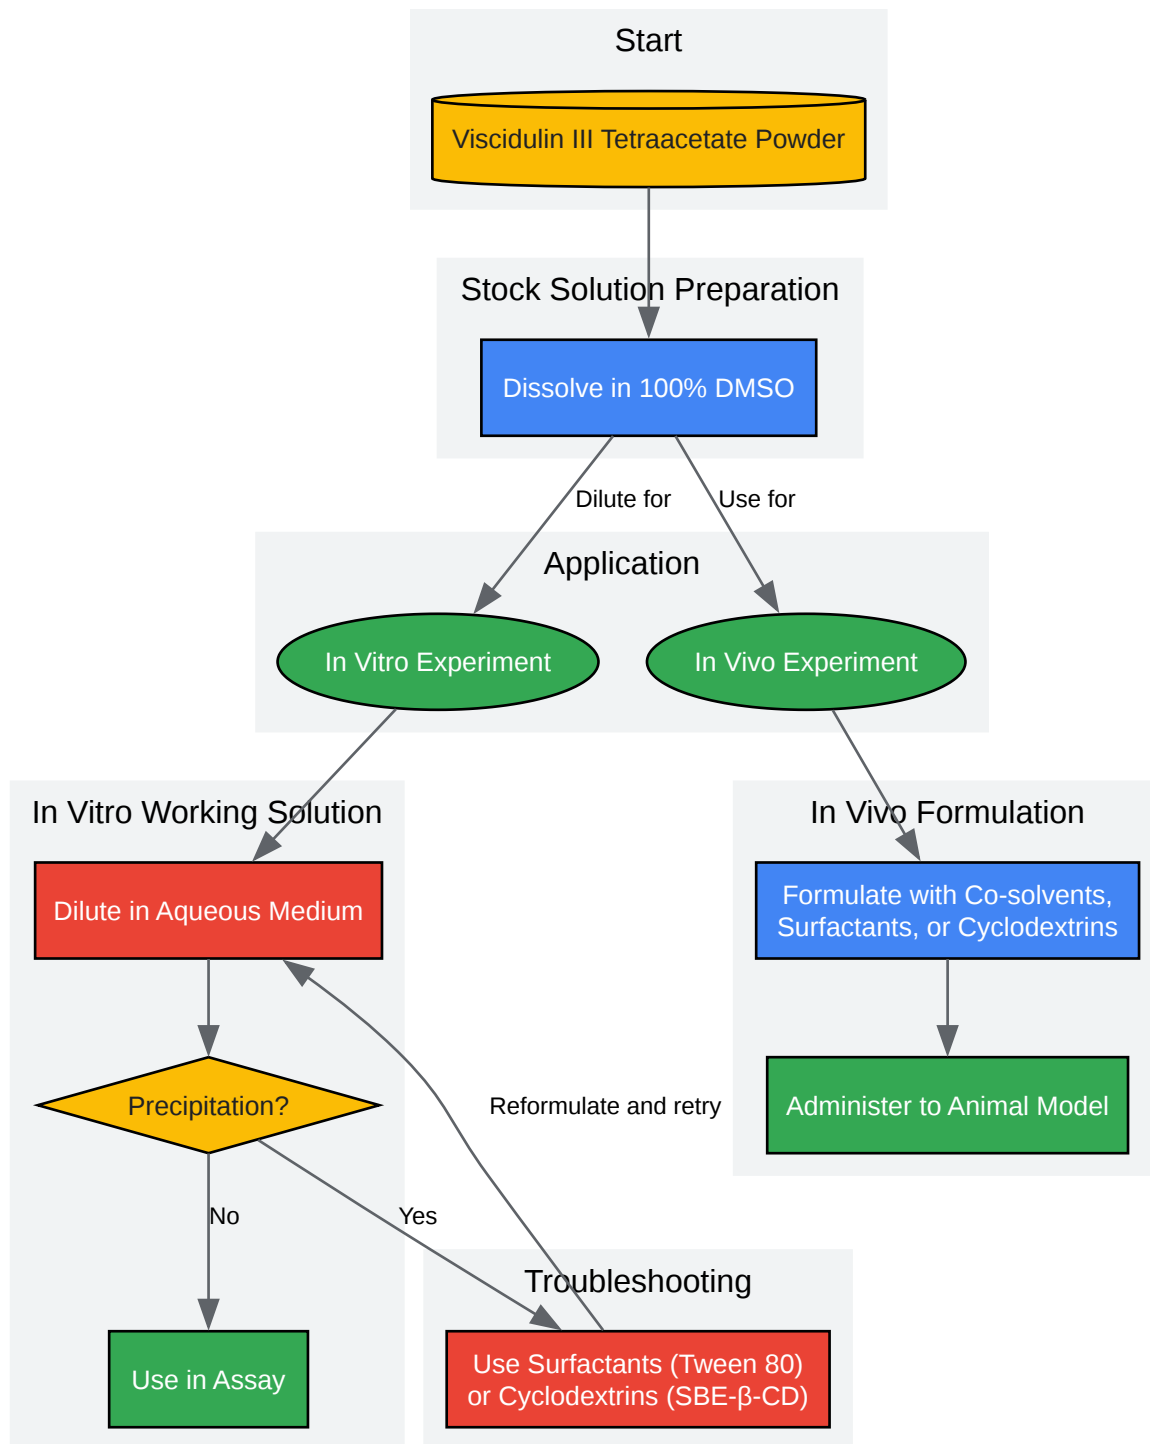 Start
Viscidulin III Tetraacetate Powder
Stock Solution Preparation
Dissolve in 100% DMSO
Dilute for
Use for
Application
In Vitro Experiment
In Vivo Experiment
In Vitro Working Solution
In Vivo Formulation
Dilute in Aqueous Medium
Formulate with Co-solvents,
Surfactants, or Cyclodextrins
Precipitation?
Reformulate and retry
Administer to Animal Model
No
Yes
Troubleshooting
Use in Assay
Use Surfactants (Tween 80)
or Cyclodextrins (SBE-β-CD)